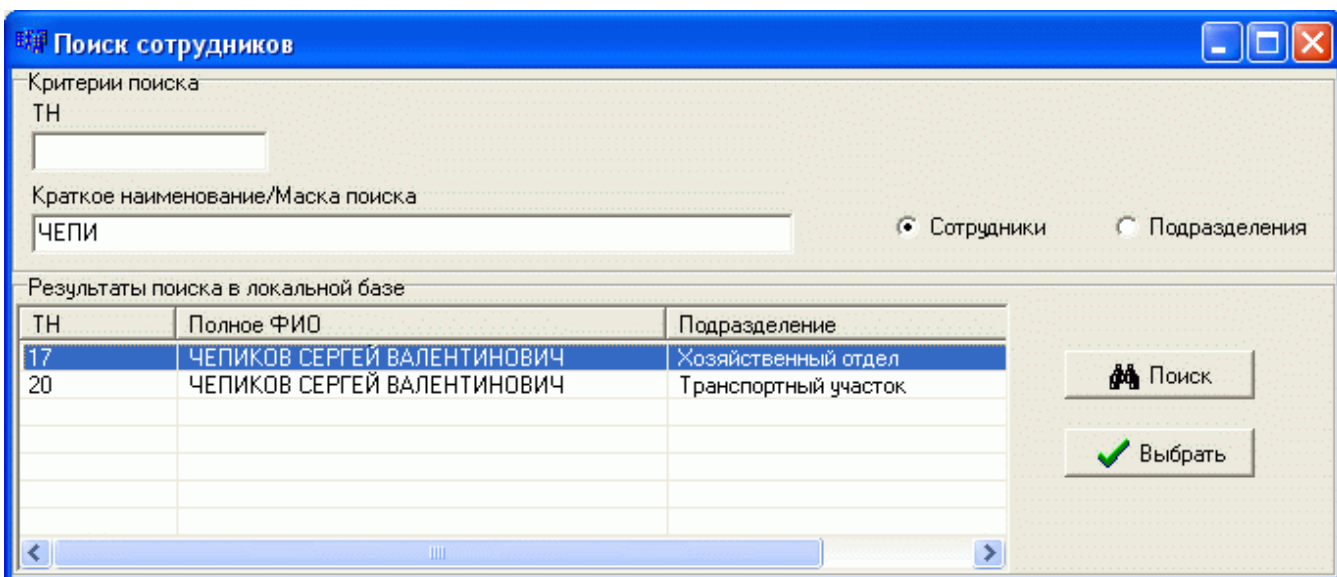 Поиск сотрудников
Критерии поиска
ТН
Краткое наименование/Маска поиска
ЧЕПИ
Сотрудники Подразделения
Результаты поиска в локальной базе
ТН Полное ФИО Подразделение
17 ЧЕПИКОВ СЕРГЕЙ ВАЛЕНТИНОВИЧ Хозяйственный отдел
20 ЧЕПИКОВ СЕРГЕЙ ВАЛЕНТИНОВИЧ Транспортный участок
Поиск
Выбрать